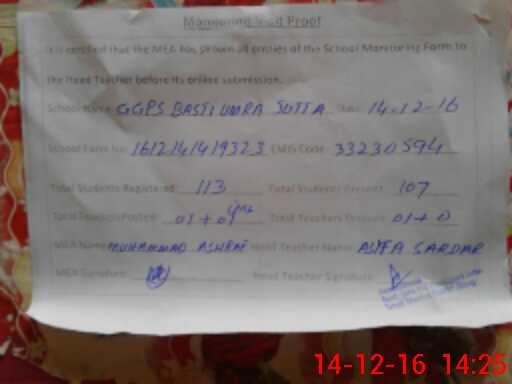 Monitoring Visit Proof
It is certified that the MEA has shown all entries of the School Monitoring Form to
the Head Teacher before its online submission.
School Name: GGPS BASTI UMRA SUTTA Date: 14-12-16
School Form No: 1612141419323 EMIS Code: 33230594
Total Students Registered: 113 Total Students Present: 107
Total Teachers Posted: 01+01 Total Teachers Present: 01+0
MEA Name: MUHAMMAD ASHRAF Head Teacher Name: ASIFA SARDAR
MEA Signature: Head Teacher Signature:
14-12-16 14:25